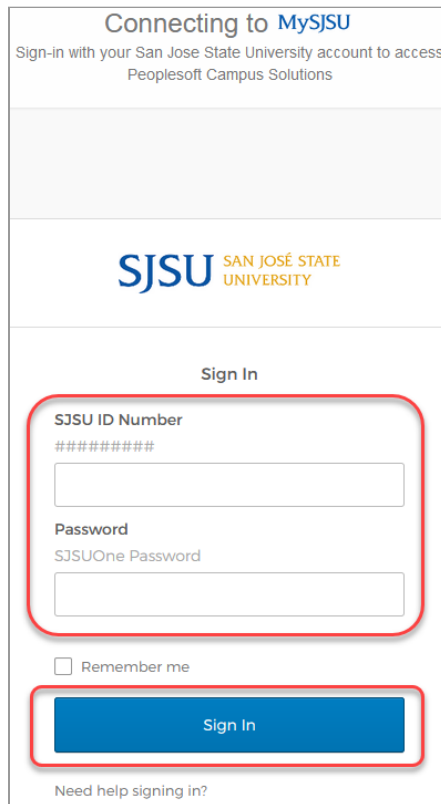 Connecting to MySJSU
Sign-in with your San Jose State University account to access
Peoplesoft Campus Solutions
SJSU SAN JOSÉ STATE
UNIVERSITY
Sign In
SJSU ID Number
#########
Password
SJSUOne Password
Remember me
Sign In
Need help signing in?